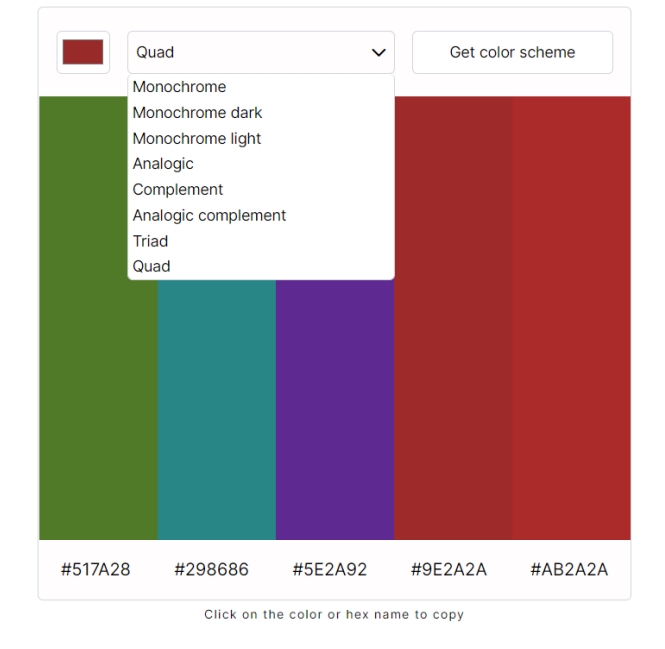 Quad
Get color scheme
Monochrome
Monochrome dark
Monochrome light
Analogic
Complement
Analogic complement
Triad
Quad
#517A28
#298686
#5E2A92
#9E2A2A
#AB2A2A
Click on the color or hex name to copy